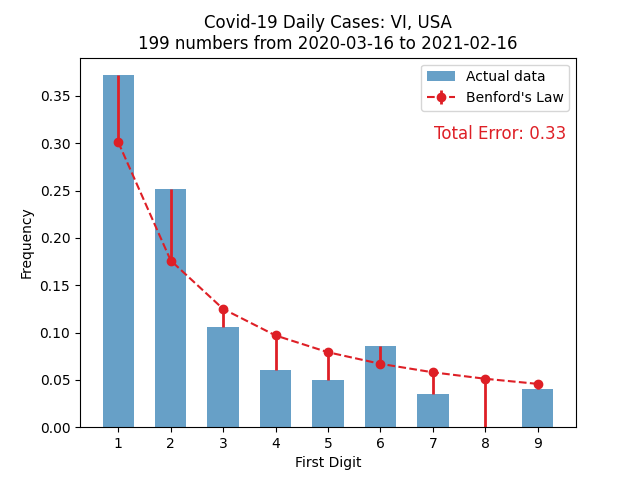 Covid-19 Daily Cases: VI, USA
199 numbers from 2020-03-16 to 2021-02-16
Actual data
Benford's Law
Total Error: 0.33
Frequency
0.35
0.30
0.25
0.20
0.15
0.10
0.05
0.00
1 2 3 4 5 6 7 8 9
First Digit